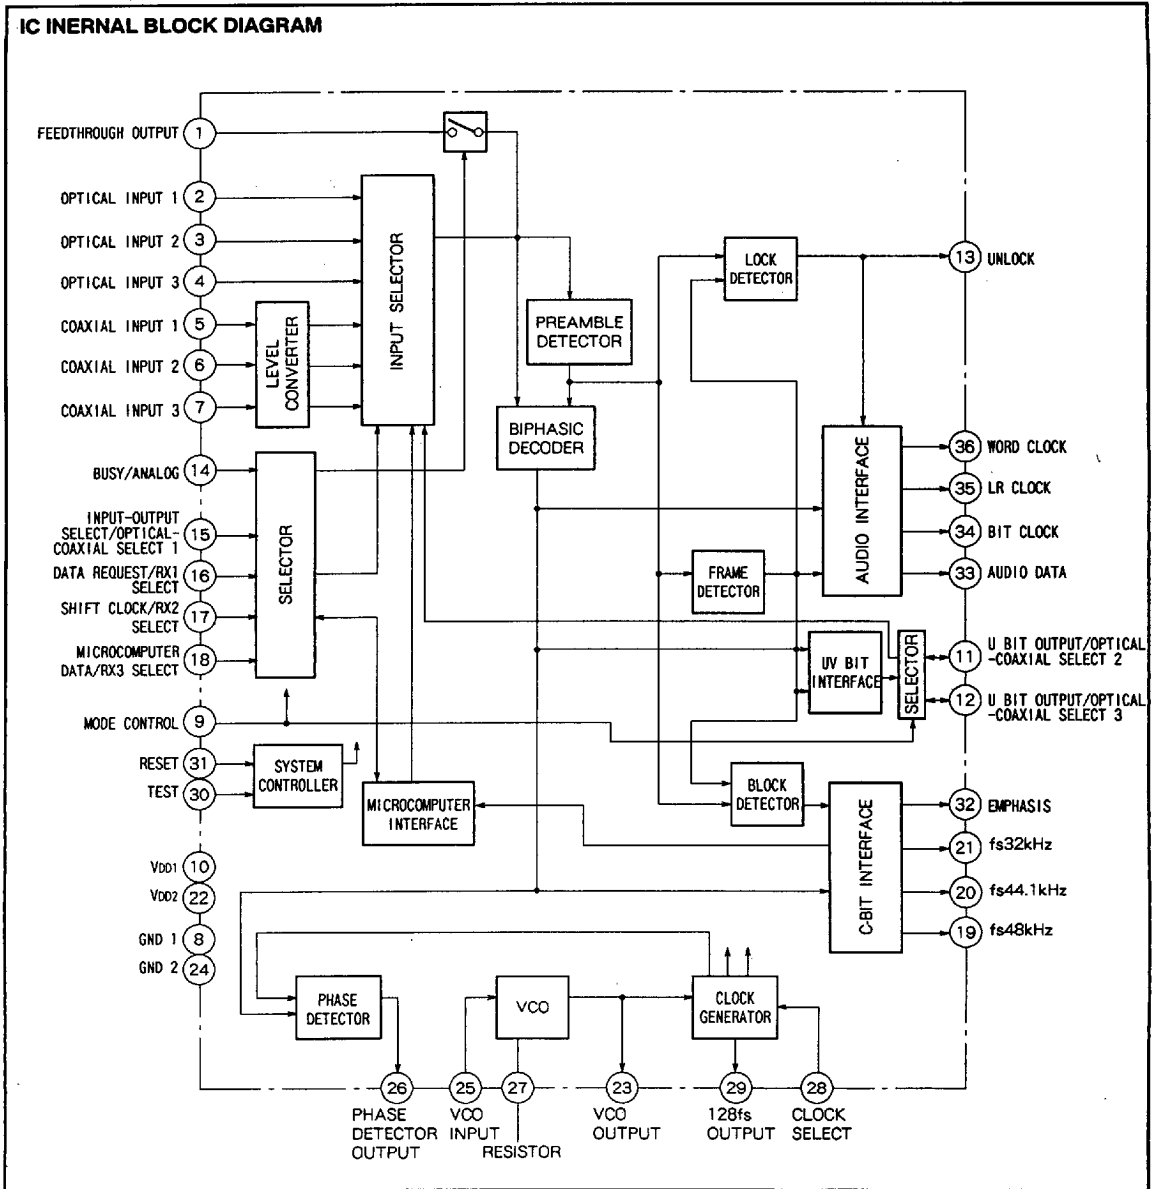 IC INERNAL BLOCK DIAGRAM
FEEDTHROUGH OUTPUT 1
OPTICAL INPUT 1 2
OPTICAL INPUT 2 3
OPTICAL INPUT 3 4
COAXIAL INPUT 1 5
COAXIAL INPUT 2 6
COAXIAL INPUT 3 7
LEVEL
CONVERTER
INPUT SELECTOR
PREAMBLE
DETECTOR
BIPHASIC
DECODER
LOCK
DETECTOR
13 UNLOCK
BUSY/ANALOG 14
INPUT-OUTPUT
SELECT/OPTICAL-
COAXIAL SELECT 1
15
DATA REQUEST/RX1
SELECT
16
SHIFT CLOCK/RX2
SELECT
17
MICROCOMPUTER
DATA/RX3 SELECT
18
SELECTOR
AUDIO INTERFACE
36 WORD CLOCK
35 LR CLOCK
34 BIT CLOCK
33 AUDIO DATA
FRAME
DETECTOR
UV BIT
INTERFACE
SELECTOR
11
U BIT OUTPUT/OPTICAL
-COAXIAL SELECT 2
12
U BIT OUTPUT/OPTICAL
-COAXIAL SELECT 3
MODE CONTROL 9
RESET 31
TEST 30
SYSTEM
CONTROLLER
MICROCOMPUTER
INTERFACE
BLOCK
DETECTOR
C-BIT INTERFACE
32 EMPHASIS
21 fs32kHz
20 fs44.1kHz
19 fs48kHz
VDD1 10
VDD2 22
GND 1 8
GND 2 24
PHASE
DETECTOR
VCO
CLOCK
GENERATOR
26
PHASE
DETECTOR
OUTPUT
25
VCO
INPUT
27
RESISTOR
23
VCO
OUTPUT
29
128fs
OUTPUT
28
CLOCK
SELECT